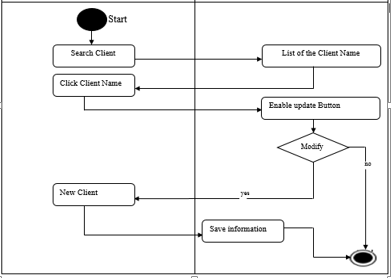 Start
Search Client
List of the Client Name
Click Client Name
Enable update Button
Modify
no
yes
New Client
Save information